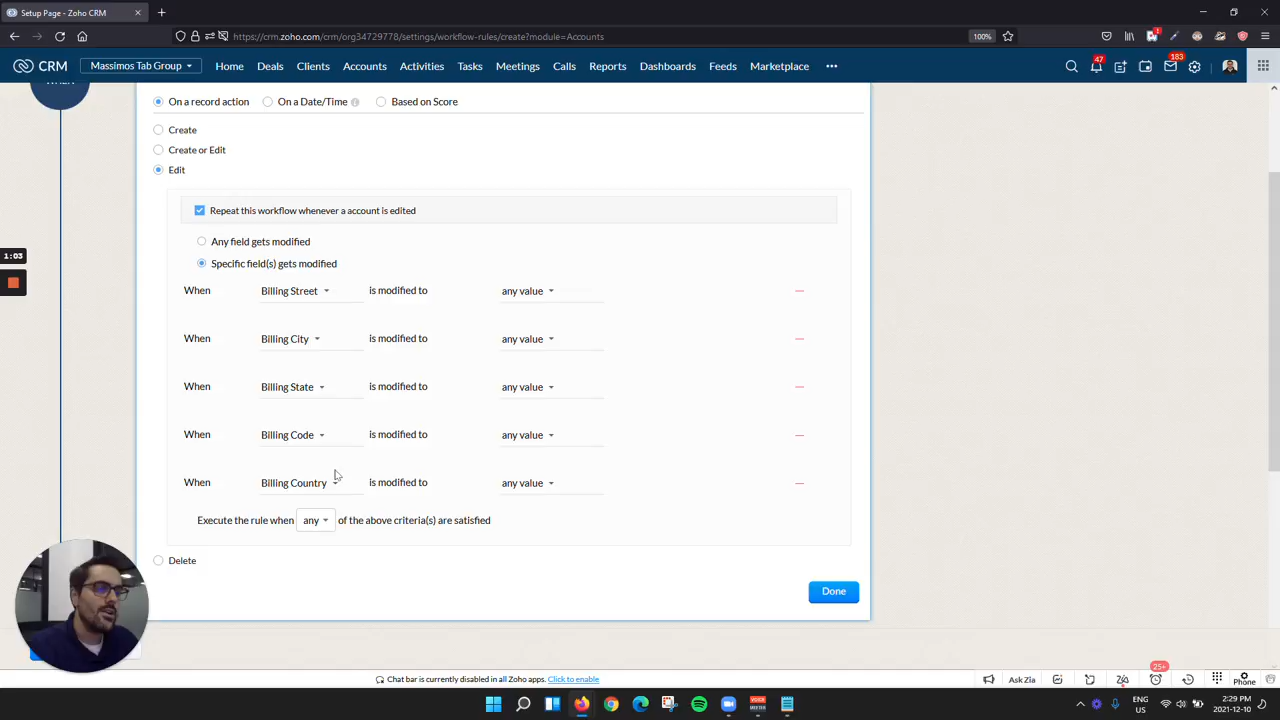 Setup Page - Zoho CRM
https://crm.zoho.com/crm/org34729778/settings/workflow-rules/create?module=Accounts
100%
1
CRM
Massimos Tab Group
Home
Deals
Clients
Accounts
Activities
Tasks
Meetings
Calls
Reports
Dashboards
Feeds
Marketplace
47
183
WHEN
On a record action
On a Date/Time
Based on Score
Create
Create or Edit
Edit
Repeat this workflow whenever a account is edited
Any field gets modified
1:03
Specific field(s) gets modified
When Billing Street is modified to any value
When Billing City is modified to any value
When Billing State is modified to any value
When Billing Code is modified to any value
When Billing Country is modified to any value
Execute the rule when any of the above criteria(s) are satisfied
Delete
Done
25+
Chat bar is currently disabled in all Zoho apps. Click to enable
Ask Zia
Phone
VOICE
MEETER
ENG
US
2:29 PM
2021-12-10